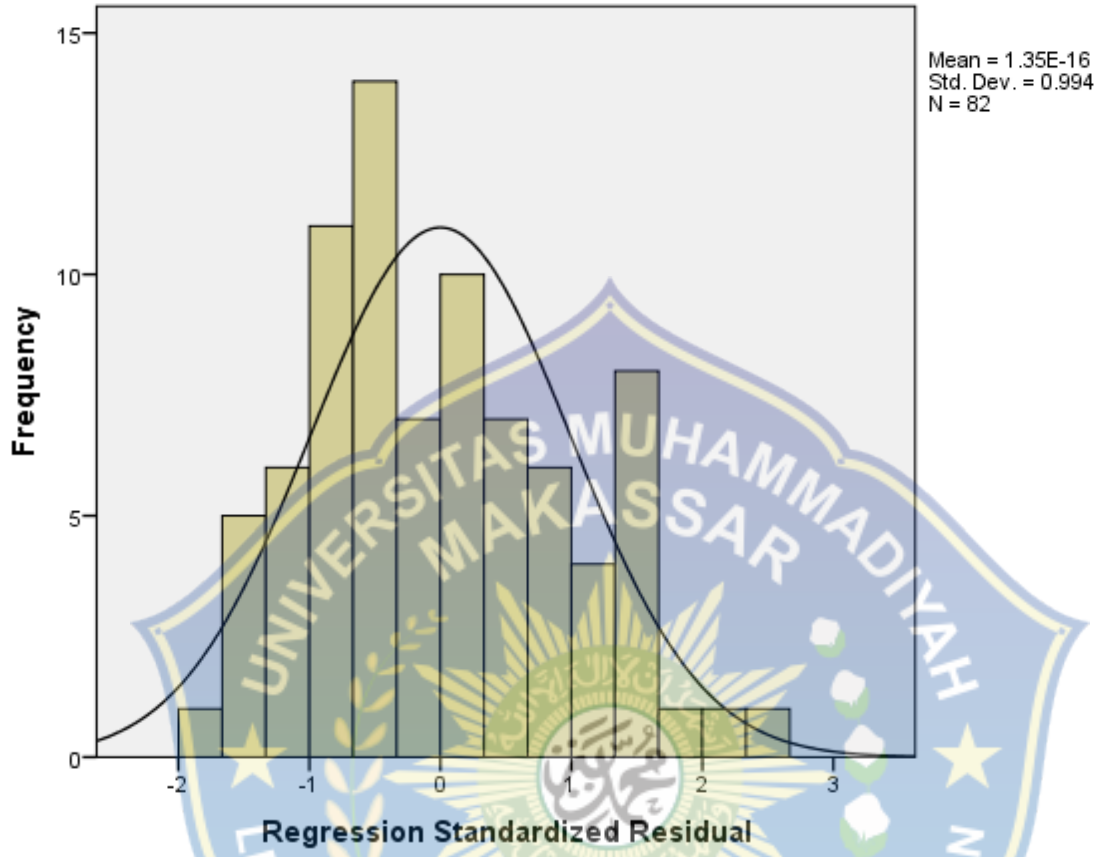 15
Mean = 1.35E-16
Std. Dev. = 0.994
N = 82
10
Frequency
5
0
UNIVERSITAS MUHAMMADIYAH
MAKASSAR
-2 -1 0 1 2 3
Regression Standardized Residual